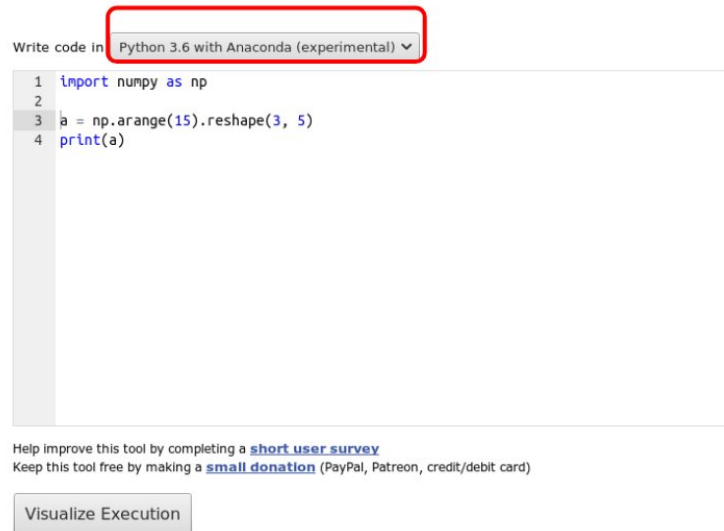 Write code in Python 3.6 with Anaconda (experimental)
1 import numpy as np
2
3 a = np.arange(15).reshape(3, 5)
4 print(a)
Help improve this tool by completing a short user survey
Keep this tool free by making a small donation (PayPal, Patreon, credit/debit card)
Visualize Execution